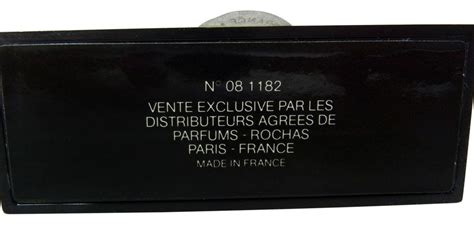 N° 08 1182
VENTE EXCLUSIVE PAR LES
DISTRIBUTEURS AGREES DE
PARFUMS - ROCHAS
PARIS - FRANCE
MADE IN FRANCE